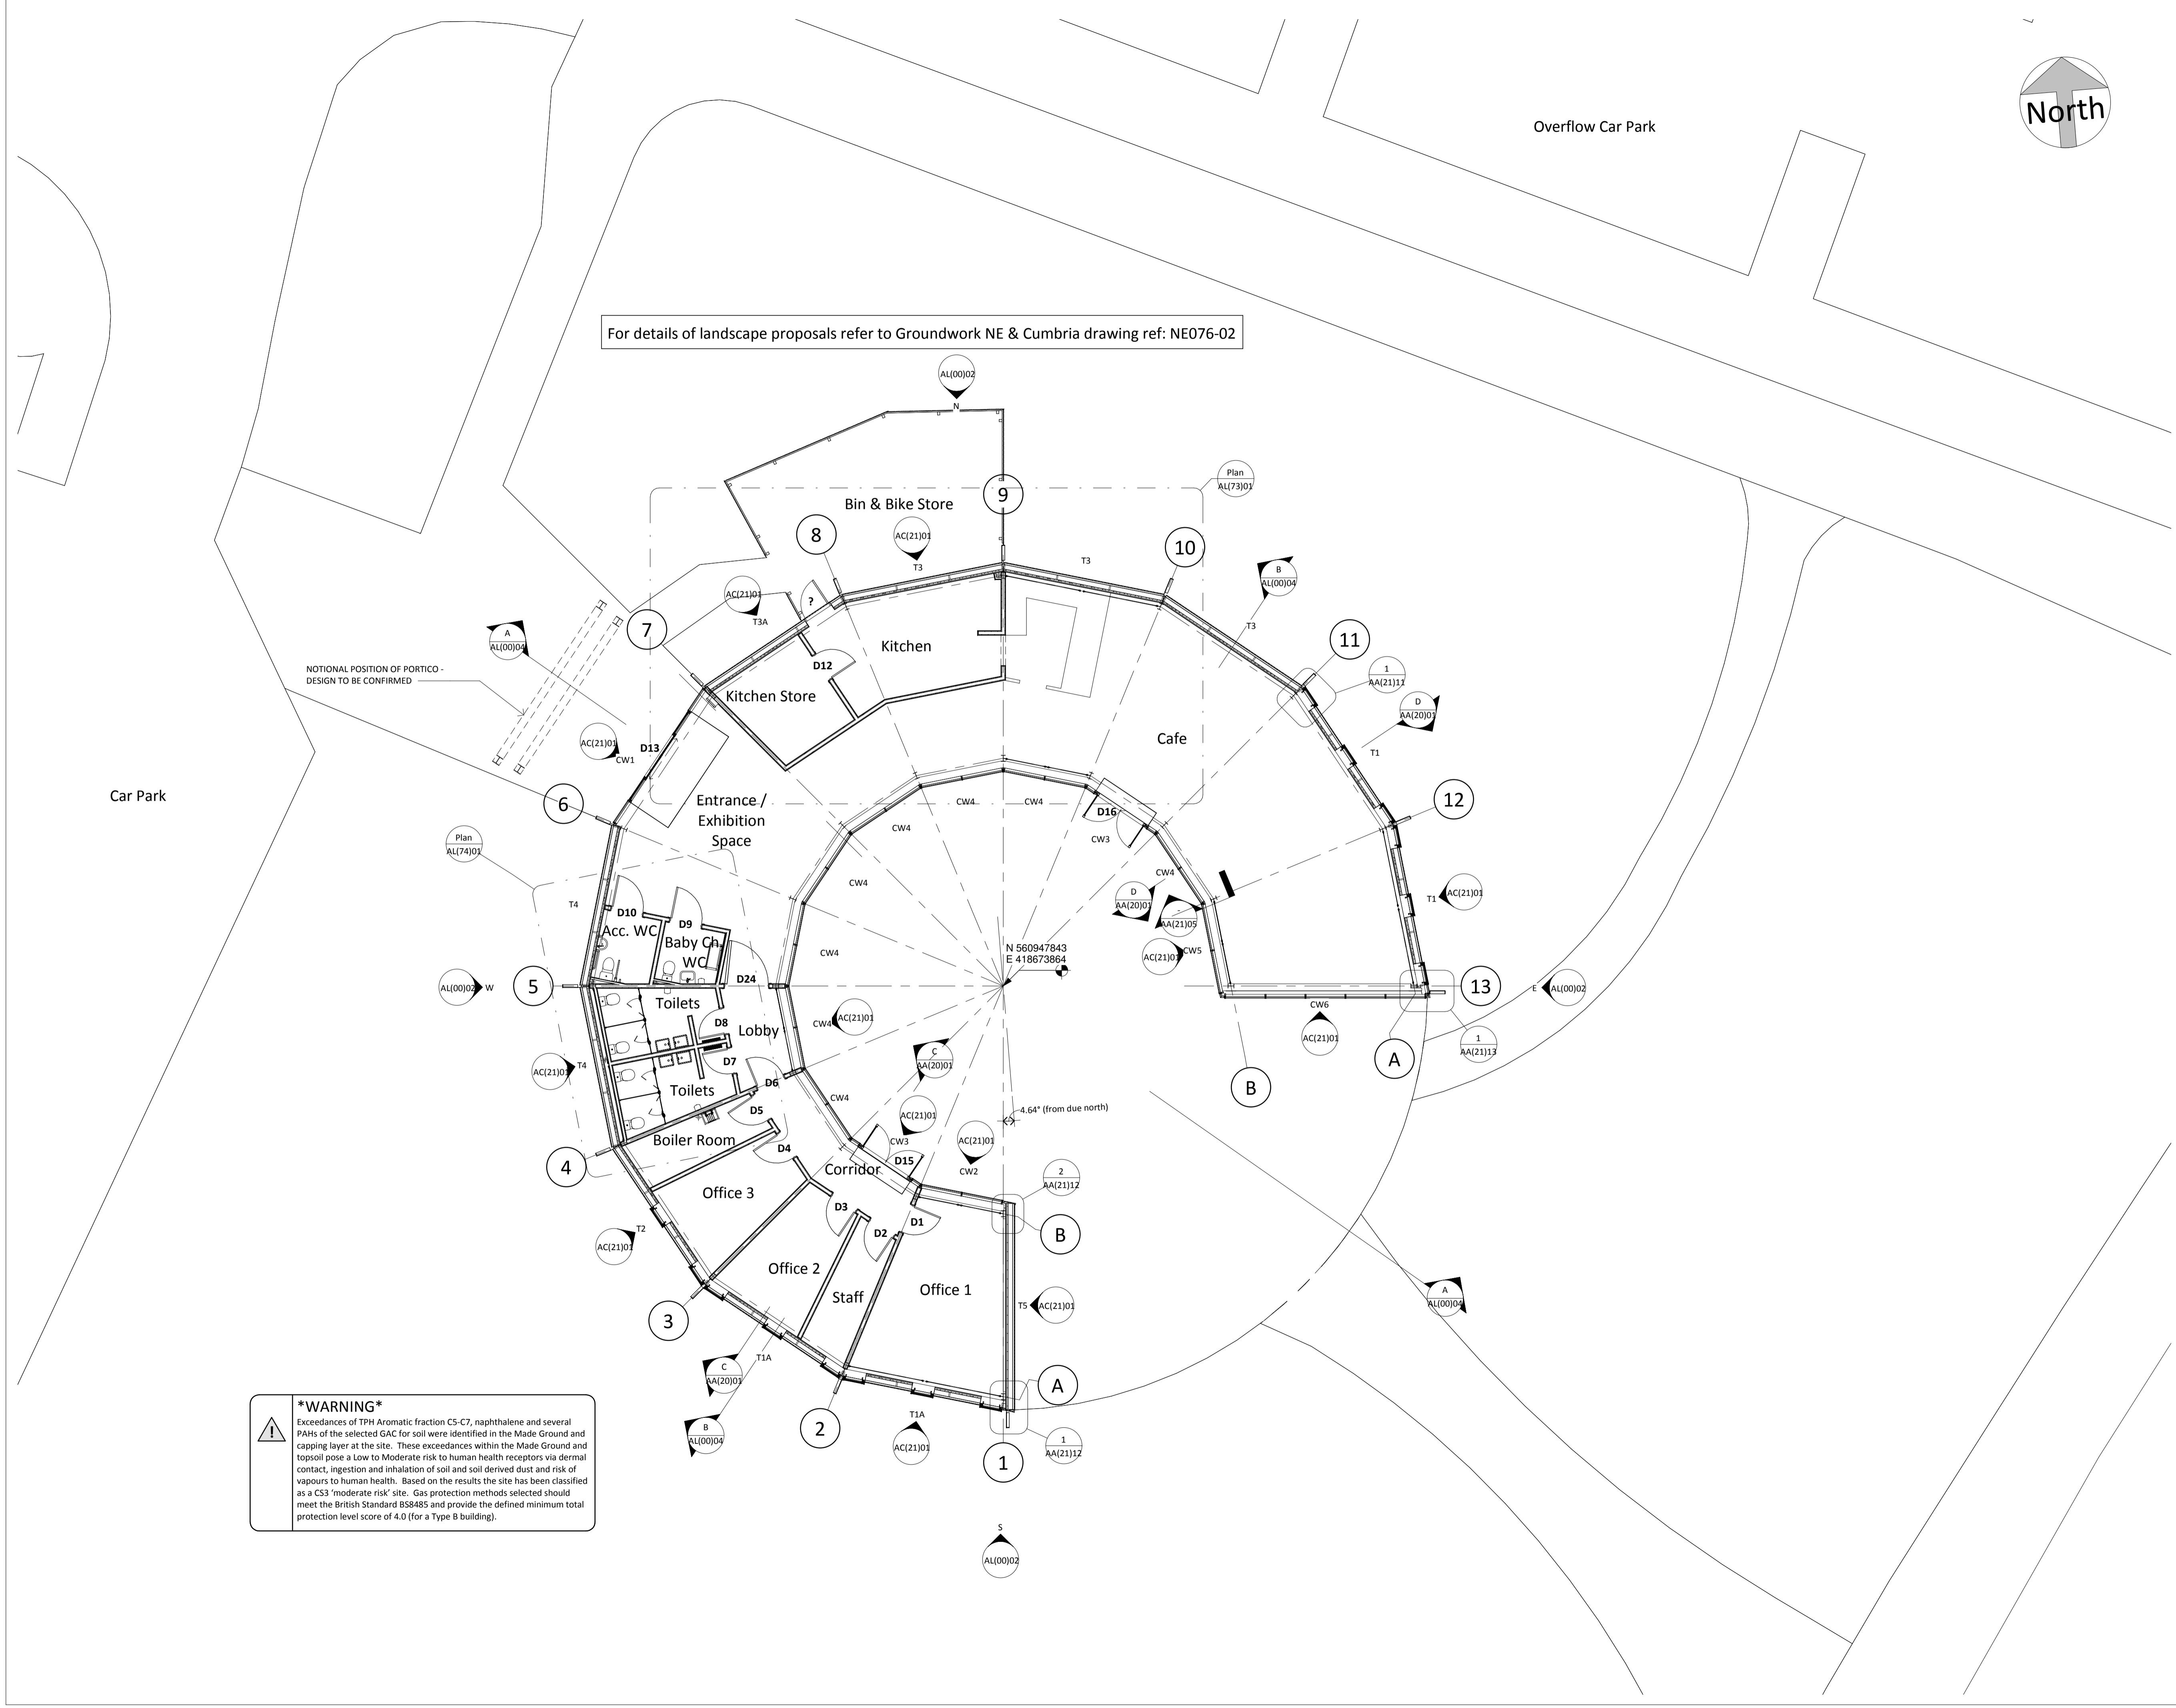 North
Overflow Car Park
For details of landscape proposals refer to Groundwork NE & Cumbria drawing ref: NE076-02
AL(00)02
N
Plan
AL(73)01
9
Bin & Bike Store
8
AC(21)01
T3
T3
10
B
AL(00)04
AC(21)01
?
T3A
7
T3
11
A
AL(00)04
Kitchen
NOTIONAL POSITION OF PORTICO -
DESIGN TO BE CONFIRMED
D12
1
AA(21)11
Kitchen Store
D
AA(20)01
AC(21)01
D13
CW1
Cafe
T1
Car Park
6
Entrance /
Exhibition
Space
CW4
CW4
12
D16
CW4
CW3
Plan
AL(74)01
CW4
CW4
D
AA(20)01
-
AA(21)05
T1
AC(21)01
T4
D10
D9
Acc. WC
Baby Ch.
WC
CW4
N 560947843
E 418673864
AC(21)01
CW5
D24
AL(00)02
W
5
13
E
AL(00)02
Toilets
CW6
D8
Lobby
CW4
AC(21)01
AC(21)01
1
AA(21)13
D7
C
AA(20)01
A
AC(21)01
T4
Toilets
D6
B
CW4
D5
4.64° (from due north)
AC(21)01
Boiler Room
AC(21)01
D4
CW3
4
D15
Corridor
CW2
2
AA(21)12
Office 3
D3
D1
D2
B
T2
AC(21)01
Office 2
Staff
Office 1
T5
AC(21)01
A
AL(00)04
3
T1A
C
AA(20)01
A
B
AL(00)04
2
T1A
AC(21)01
1
AA(21)12
1
S
AL(00)02
!
*WARNING*
Exceedances of TPH Aromatic fraction C5-C7, naphthalene and several
PAHs of the selected GAC for soil were identified in the Made Ground and
capping layer at the site. These exceedances within the Made Ground and
topsoil pose a Low to Moderate risk to human health receptors via dermal
contact, ingestion and inhalation of soil and soil derived dust and risk of
vapours to human health. Based on the results the site has been classified
as a CS3 ‘moderate risk’ site. Gas protection methods selected should
meet the British Standard BS8485 and provide the defined minimum total
protection level score of 4.0 (for a Type B building).